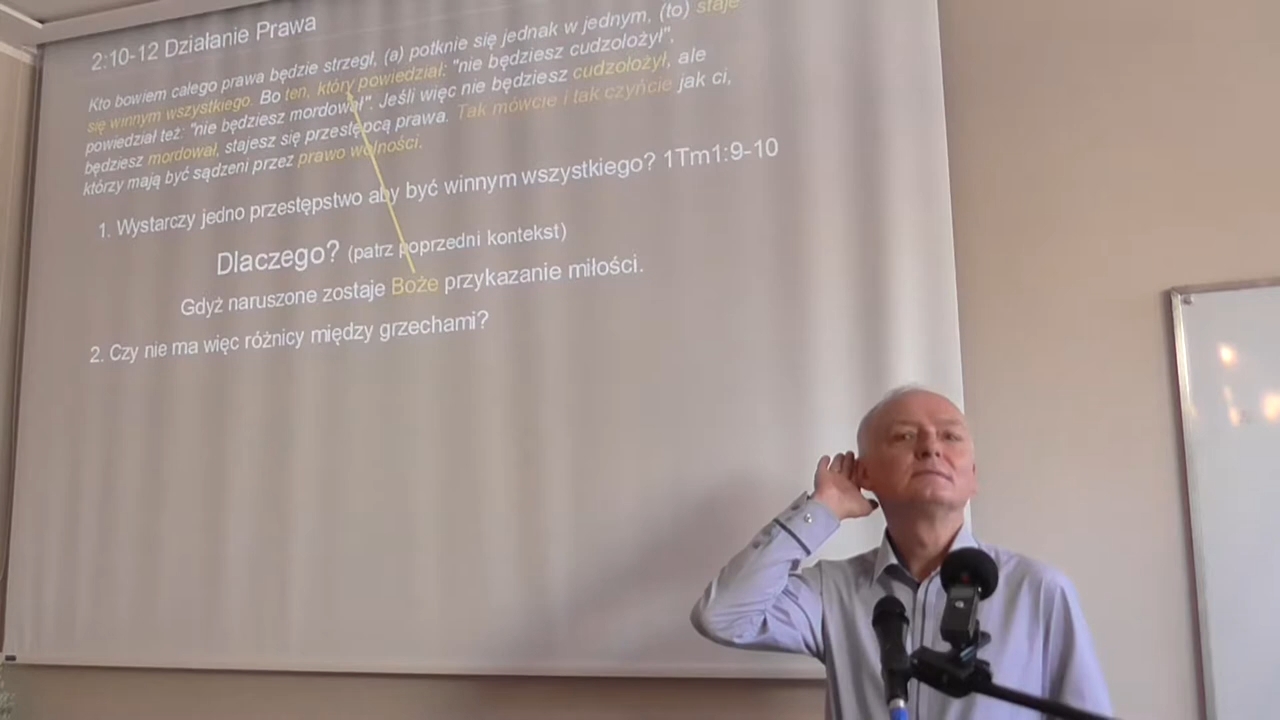 2:10-12 Działanie Prawa
Kto bowiem całego prawa będzie strzegł, (a) potknie się jednak w jednym, (to) staje
się winnym wszystkiego. Bo ten, który powiedział: "nie będziesz cudzołożył",
powiedział też: "nie będziesz mordował". Jeśli więc nie będziesz cudzołożył, ale
będziesz mordował, stajesz się przestępcą prawa. Tak mówcie i tak czyńcie jak ci,
którzy mają być sądzeni przez prawo wolności.
1. Wystarczy jedno przestępstwo aby być winnym wszystkiego? 1Tm1:9-10
Dlaczego? (patrz poprzedni kontekst)
Gdyż naruszone zostaje Boże przykazanie miłości.
2. Czy nie ma więc różnicy między grzechami?